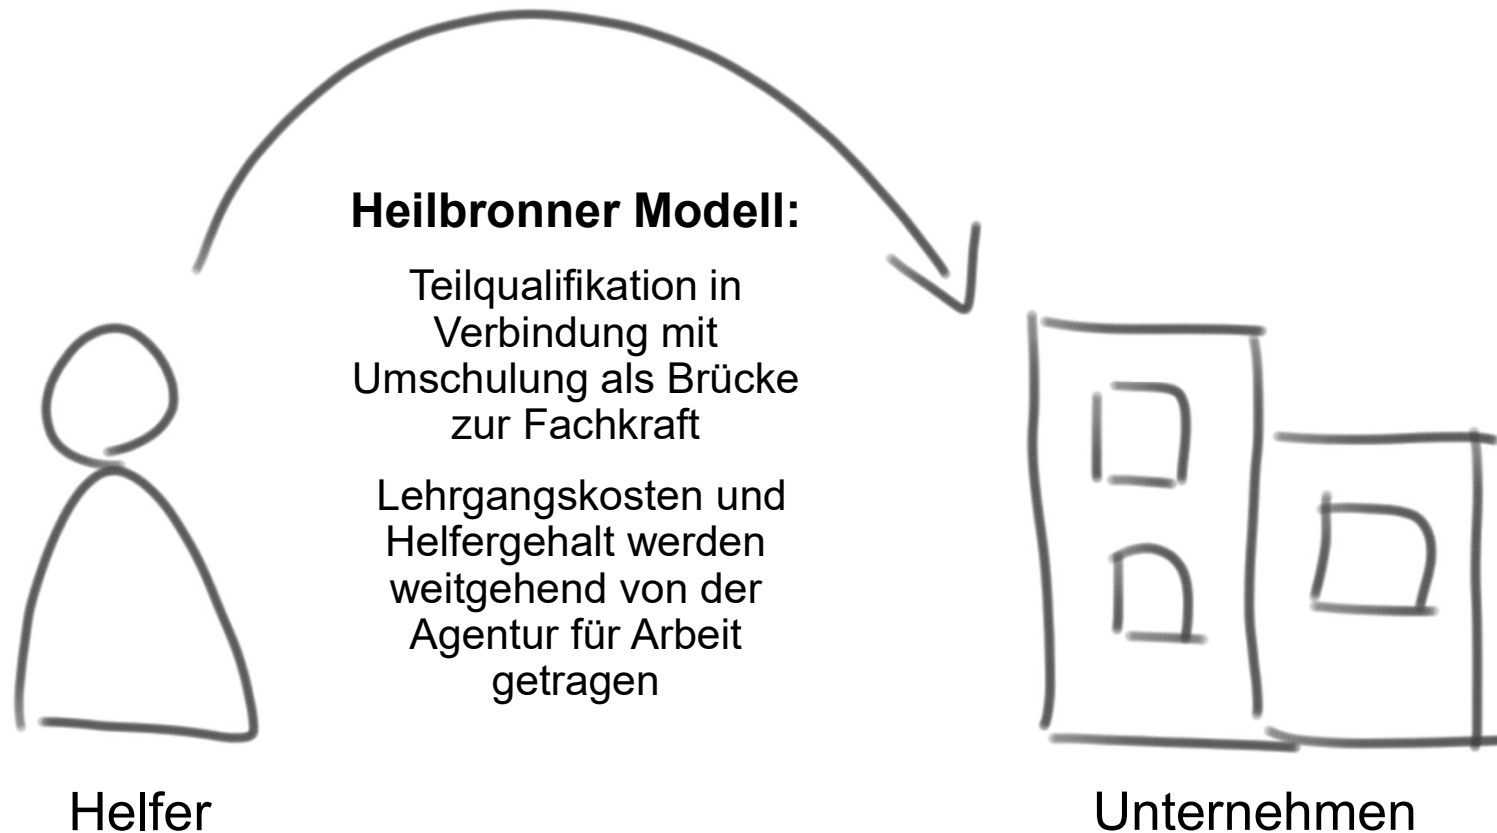 Heilbronner Modell:
Teilqualifikation in
Verbindung mit
Umschulung als Brücke
zur Fachkraft
Lehrgangskosten und
Helfergehalt werden
weitgehend von der
Agentur für Arbeit
getragen
Helfer
Unternehmen